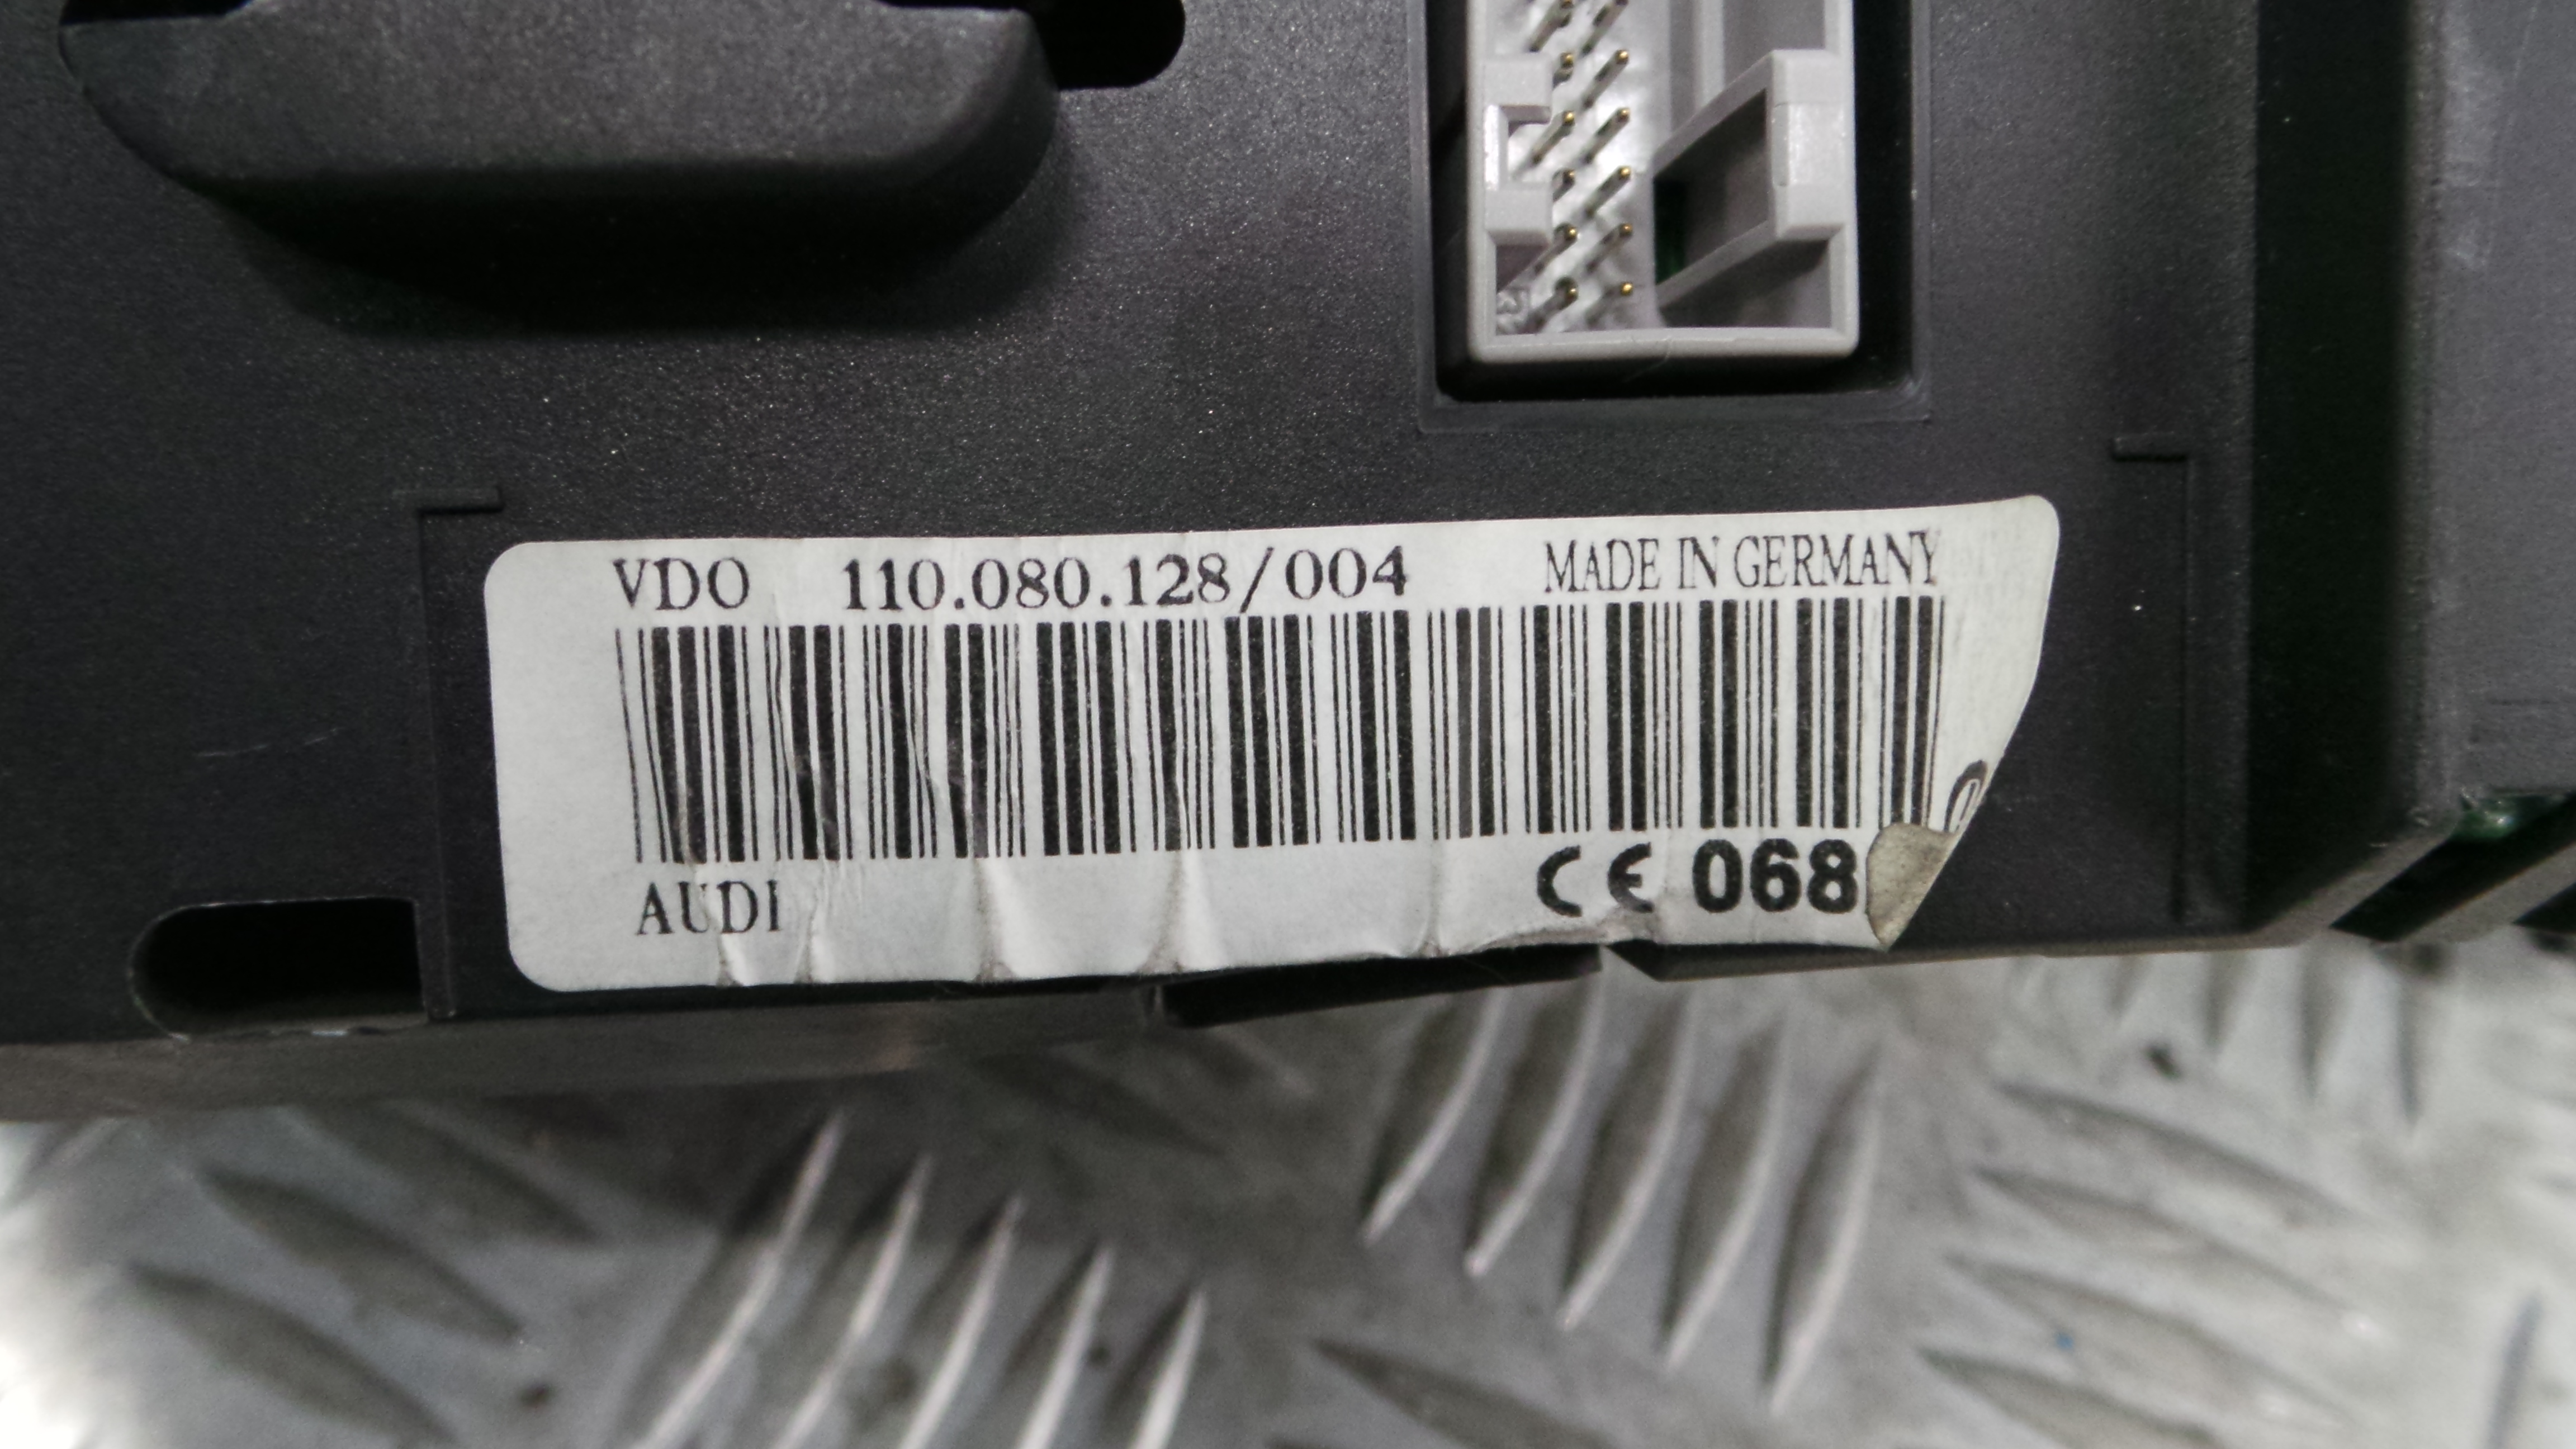 VDO 110.080.128/004 MADE IN GERMANY
AUDI CE 068